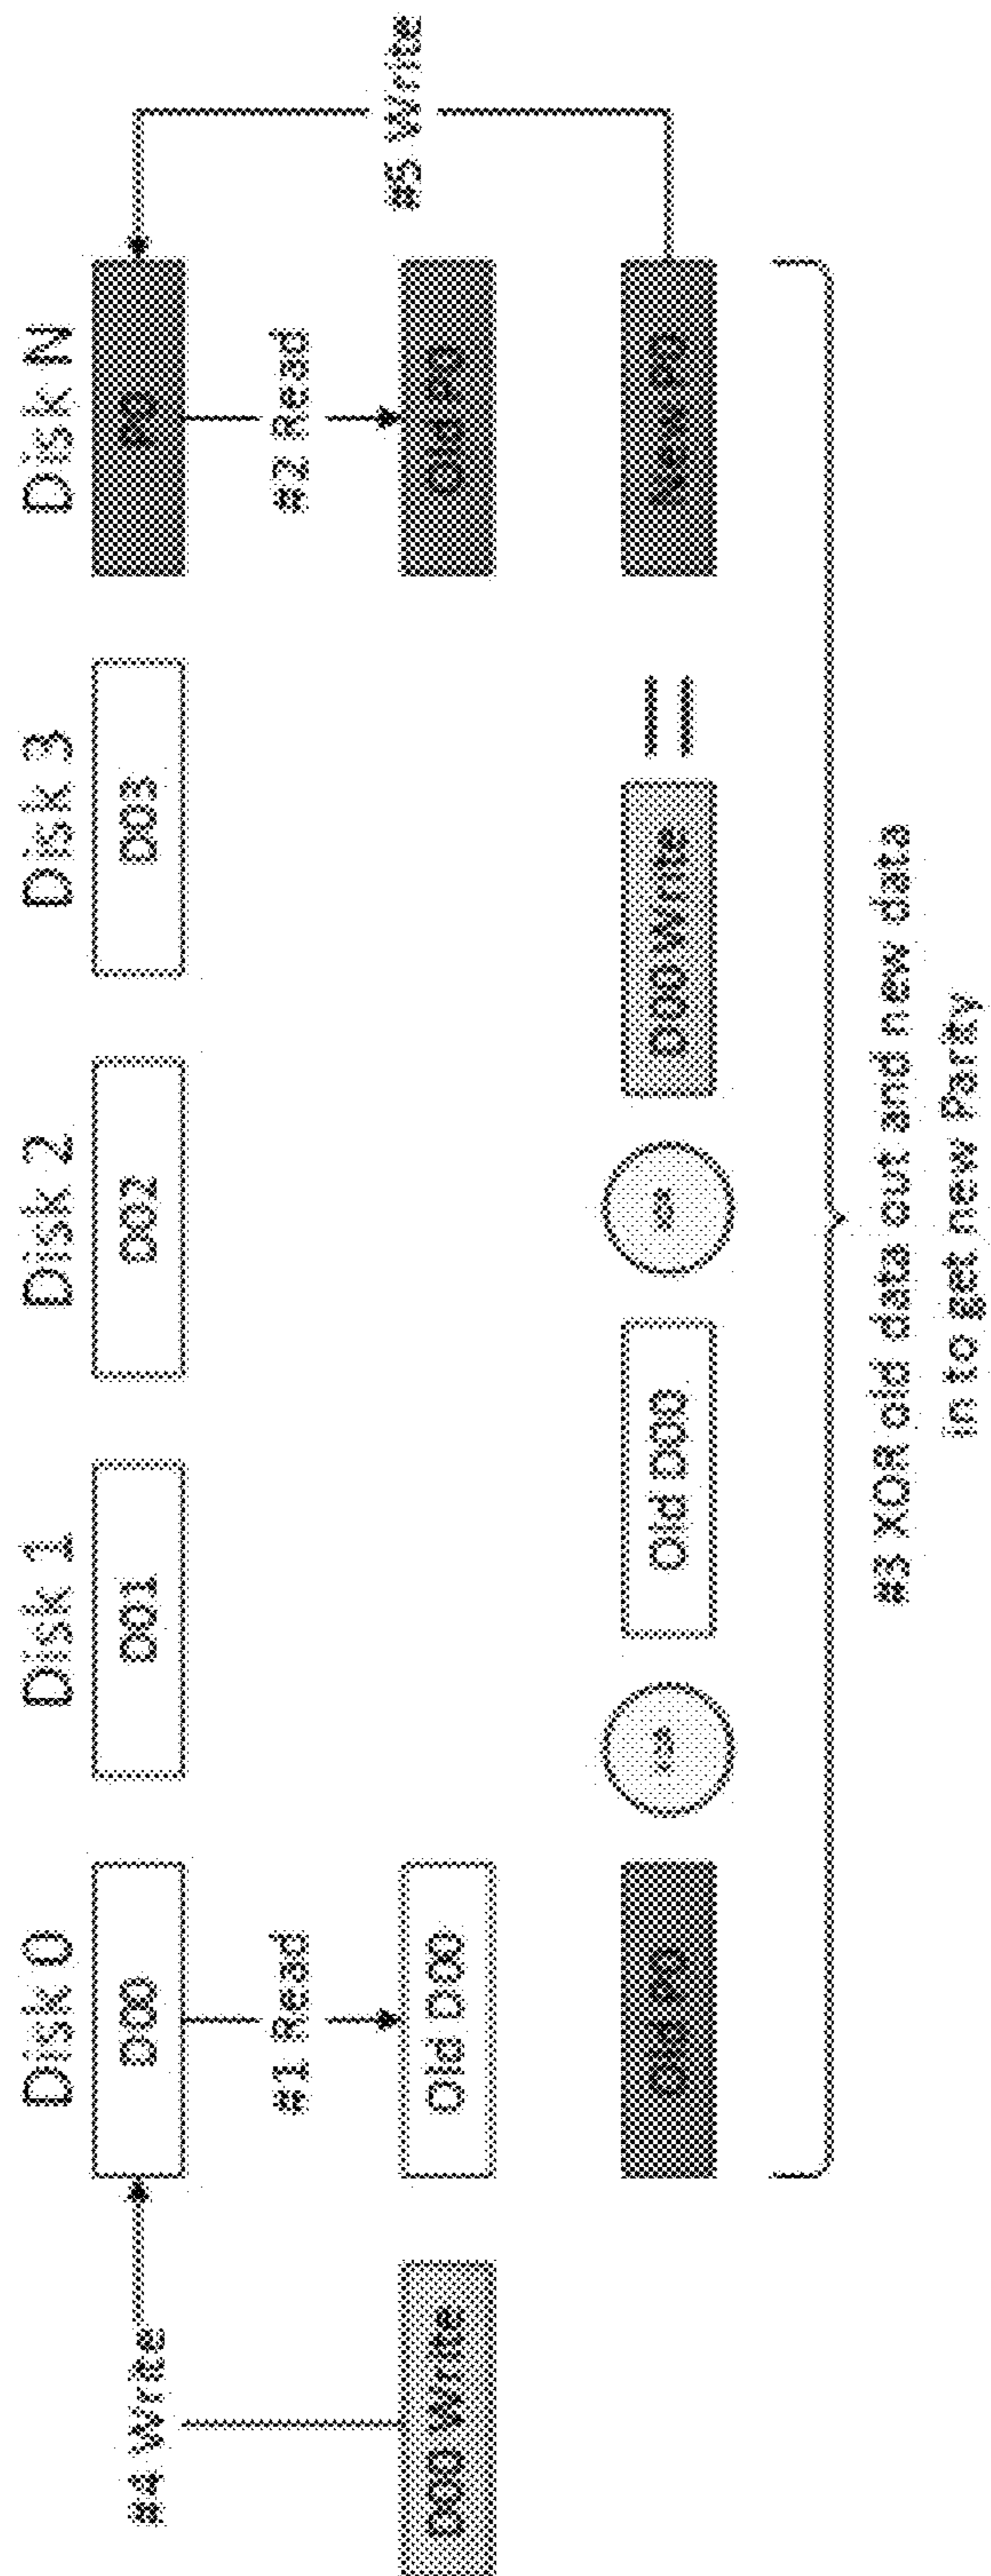 Disk 0
Disk 1
Disk 2
Disk 3
Disk N
#4 Write
D00
D01
D02
D03
P0
#1 Read
#2 Read
#5 Write
D00 Write
Old D00
Old P0
Old P0
Old D00
D00 Write
=
New P0
#3 XOR old data out and new data
in to get new Parity